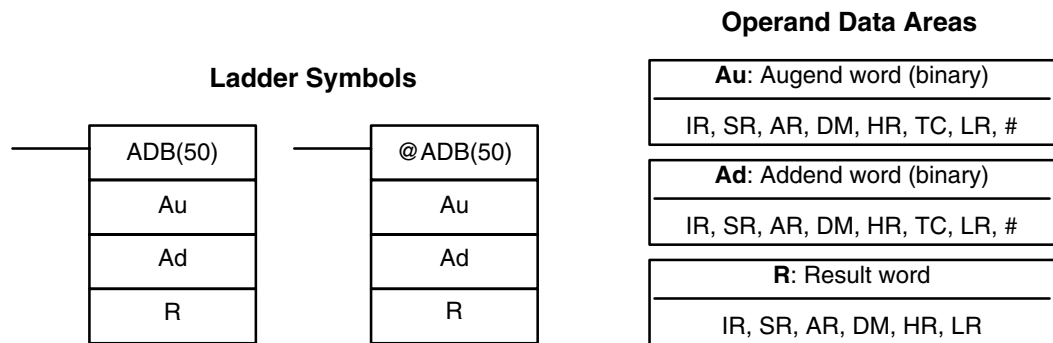 Ladder Symbols
ADB(50)
Au
Ad
R
@ADB(50)
Au
Ad
R
Operand Data Areas
Au: Augend word (binary)
IR, SR, AR, DM, HR, TC, LR, #
Ad: Addend word (binary)
IR, SR, AR, DM, HR, TC, LR, #
R: Result word
IR, SR, AR, DM, HR, LR